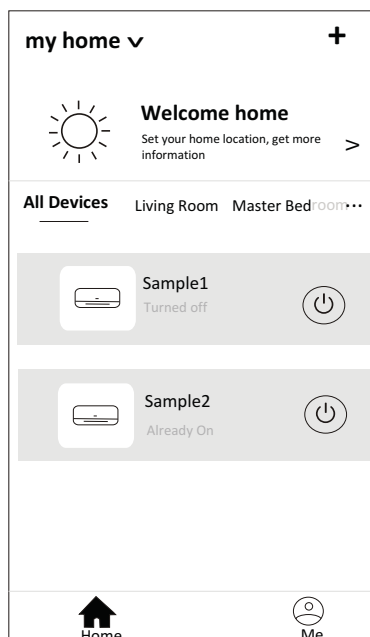 my home
Welcome home
Set your home location, get more
information
All Devices Living Room Master Bedroom...
Sample1
Turned off
Sample2
Already On
Home
Me